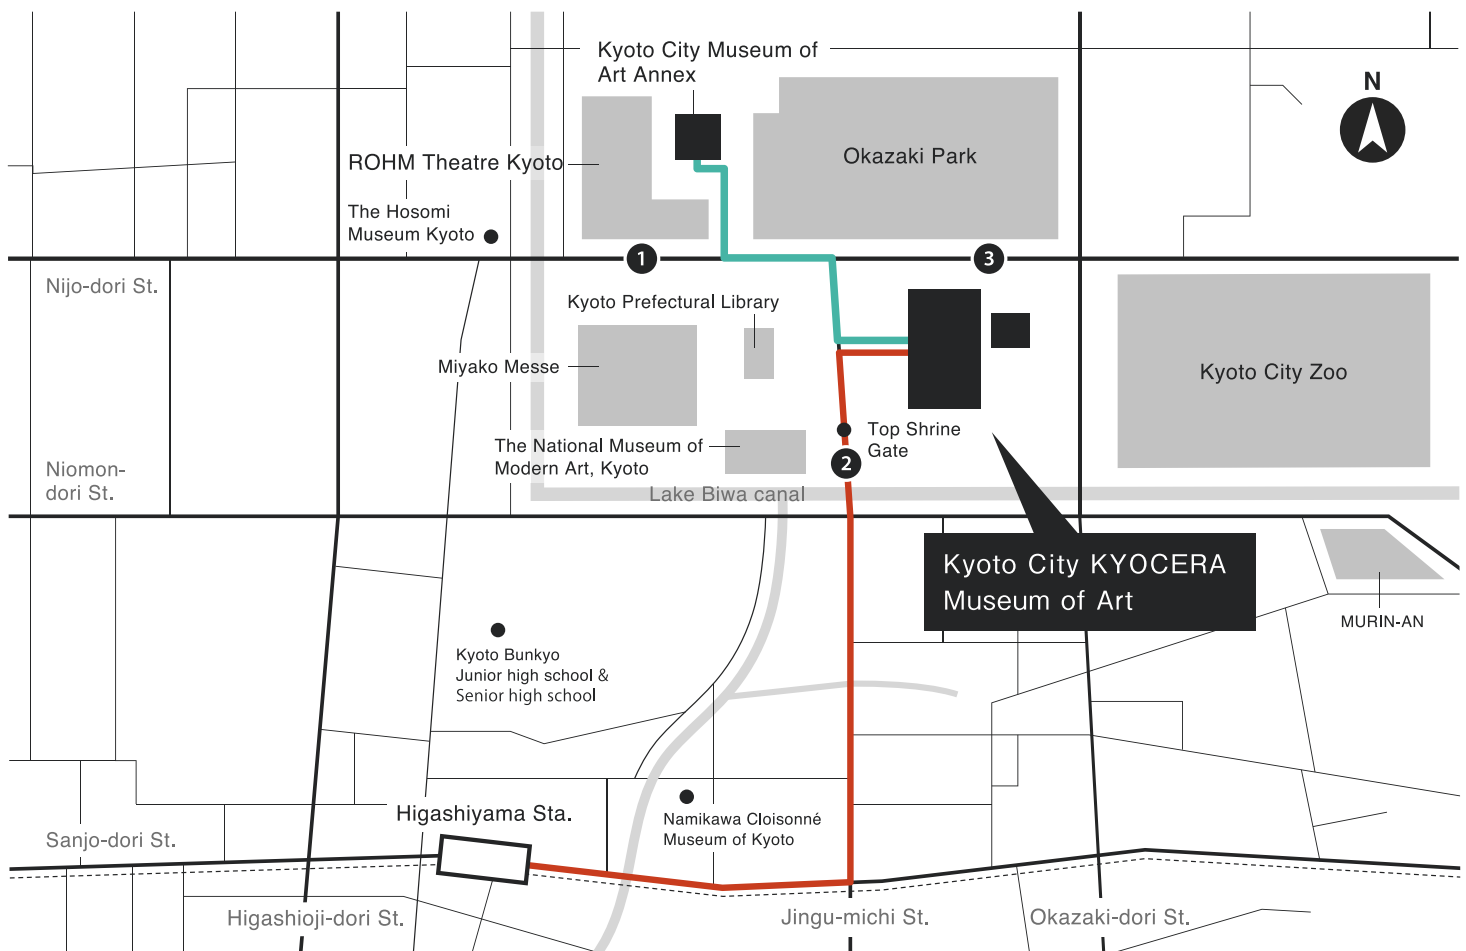 Kyoto City Museum of
Art Annex
N
ROHM Theatre Kyoto
Okazaki Park
The Hosomi
Museum Kyoto
1
3
Nijo-dori St.
Kyoto Prefectural Library
Miyako Messe
Kyoto City Zoo
Top Shrine
Gate
The National Museum of
Modern Art, Kyoto
2
Niomon-
dori St.
Lake Biwa canal
Kyoto City KYOCERA
Museum of Art
MURIN-AN
Kyoto Bunkyo
Junior high school &
Senior high school
Higashiyama Sta.
Namikawa Cloisonné
Museum of Kyoto
Sanjo-dori St.
Higashioji-dori St.
Jingu-michi St.
Okazaki-dori St.